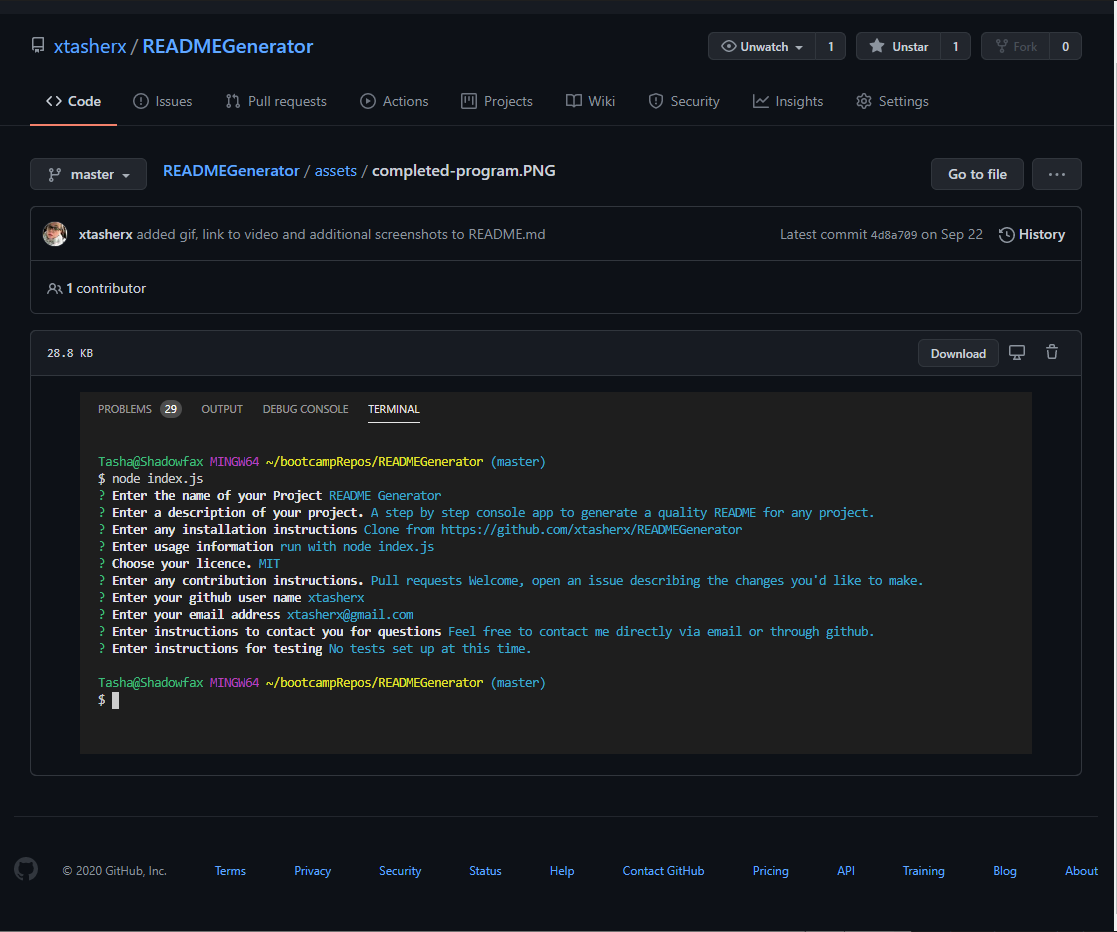 xtasherx / READMEGenerator
Unwatch 1 Unstar 1 Fork 0
Code Issues Pull requests Actions Projects Wiki Security Insights Settings
master READMEGenerator / assets / completed-program.PNG Go to file ...
xtasherx added gif, link to video and additional screenshots to README.md Latest commit 4d8a709 on Sep 22 History
1 contributor
28.8 KB Download
PROBLEMS 29 OUTPUT DEBUG CONSOLE TERMINAL
Tasha@Shadowfax MINGW64 ~/bootcampRepos/READMEGenerator (master)
$ node index.js
? Enter the name of your Project README Generator
? Enter a description of your project. A step by step console app to generate a quality README for any project.
? Enter any installation instructions Clone from https://github.com/xtasherx/READMEGenerator
? Enter usage information run with node index.js
? Choose your licence. MIT
? Enter any contribution instructions. Pull requests Welcome, open an issue describing the changes you'd like to make.
? Enter your github user name xtasherx
? Enter your email address xtasherx@gmail.com
? Enter instructions to contact you for questions Feel free to contact me directly via email or through github.
? Enter instructions for testing No tests set up at this time.
Tasha@Shadowfax MINGW64 ~/bootcampRepos/READMEGenerator (master)
$
© 2020 GitHub, Inc. Terms Privacy Security Status Help Contact GitHub Pricing API Training Blog About